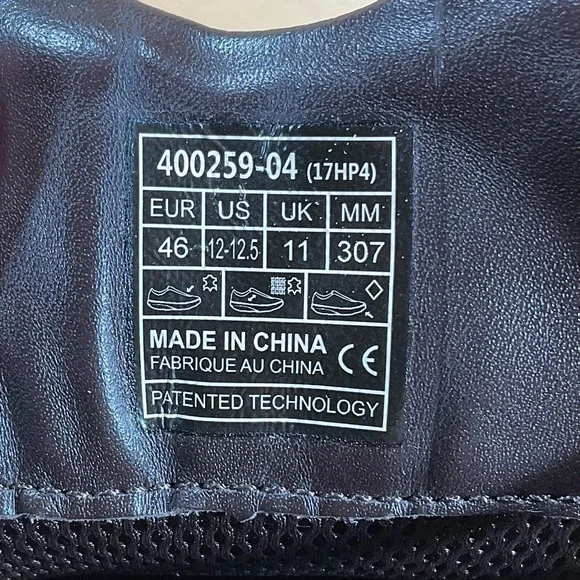 400259-04 (17HP4)
EUR US UK MM
46 12-12.5 11 307
MADE IN CHINA
FABRIQUE AU CHINA
CE
PATENTED TECHNOLOGY